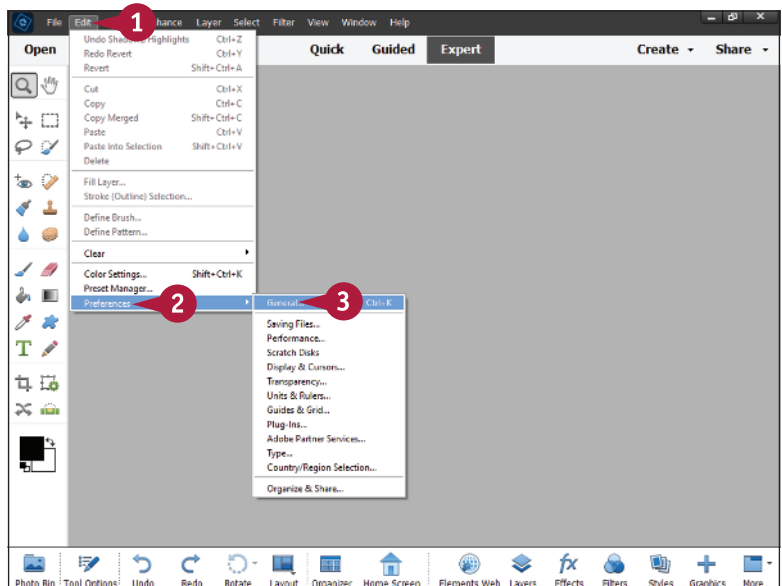 File Edit hance Layer Select Filter View Window Help
1
Open Quick Guided Expert Create Share
Undo Shadows/Highlights Ctrl+Z
Redo Revert Ctrl+Y
Revert Shift+Ctrl+A
Cut Ctrl+X
Copy Ctrl+C
Copy Merged Shift+Ctrl+C
Paste Ctrl+V
Paste Into Selection Shift+Ctrl+V
Delete
Fill Layer...
Stroke (Outline) Selection...
Define Brush...
Define Pattern...
Clear
Color Settings... Shift+Ctrl+K
Preset Manager...
Preferences 2
General... 3 Ctrl+K
Saving Files...
Performance...
Scratch Disks
Display & Cursors...
Transparency...
Units & Rulers...
Guides & Grid...
Plug-Ins...
Adobe Partner Services...
Type...
Country/Region Selection...
Organize & Share...
T
Photo Bin Tool Options Undo Redo Rotate Layout Organizer Home Screen Elements Web Layers fx Effects Filters Styles Graphics More